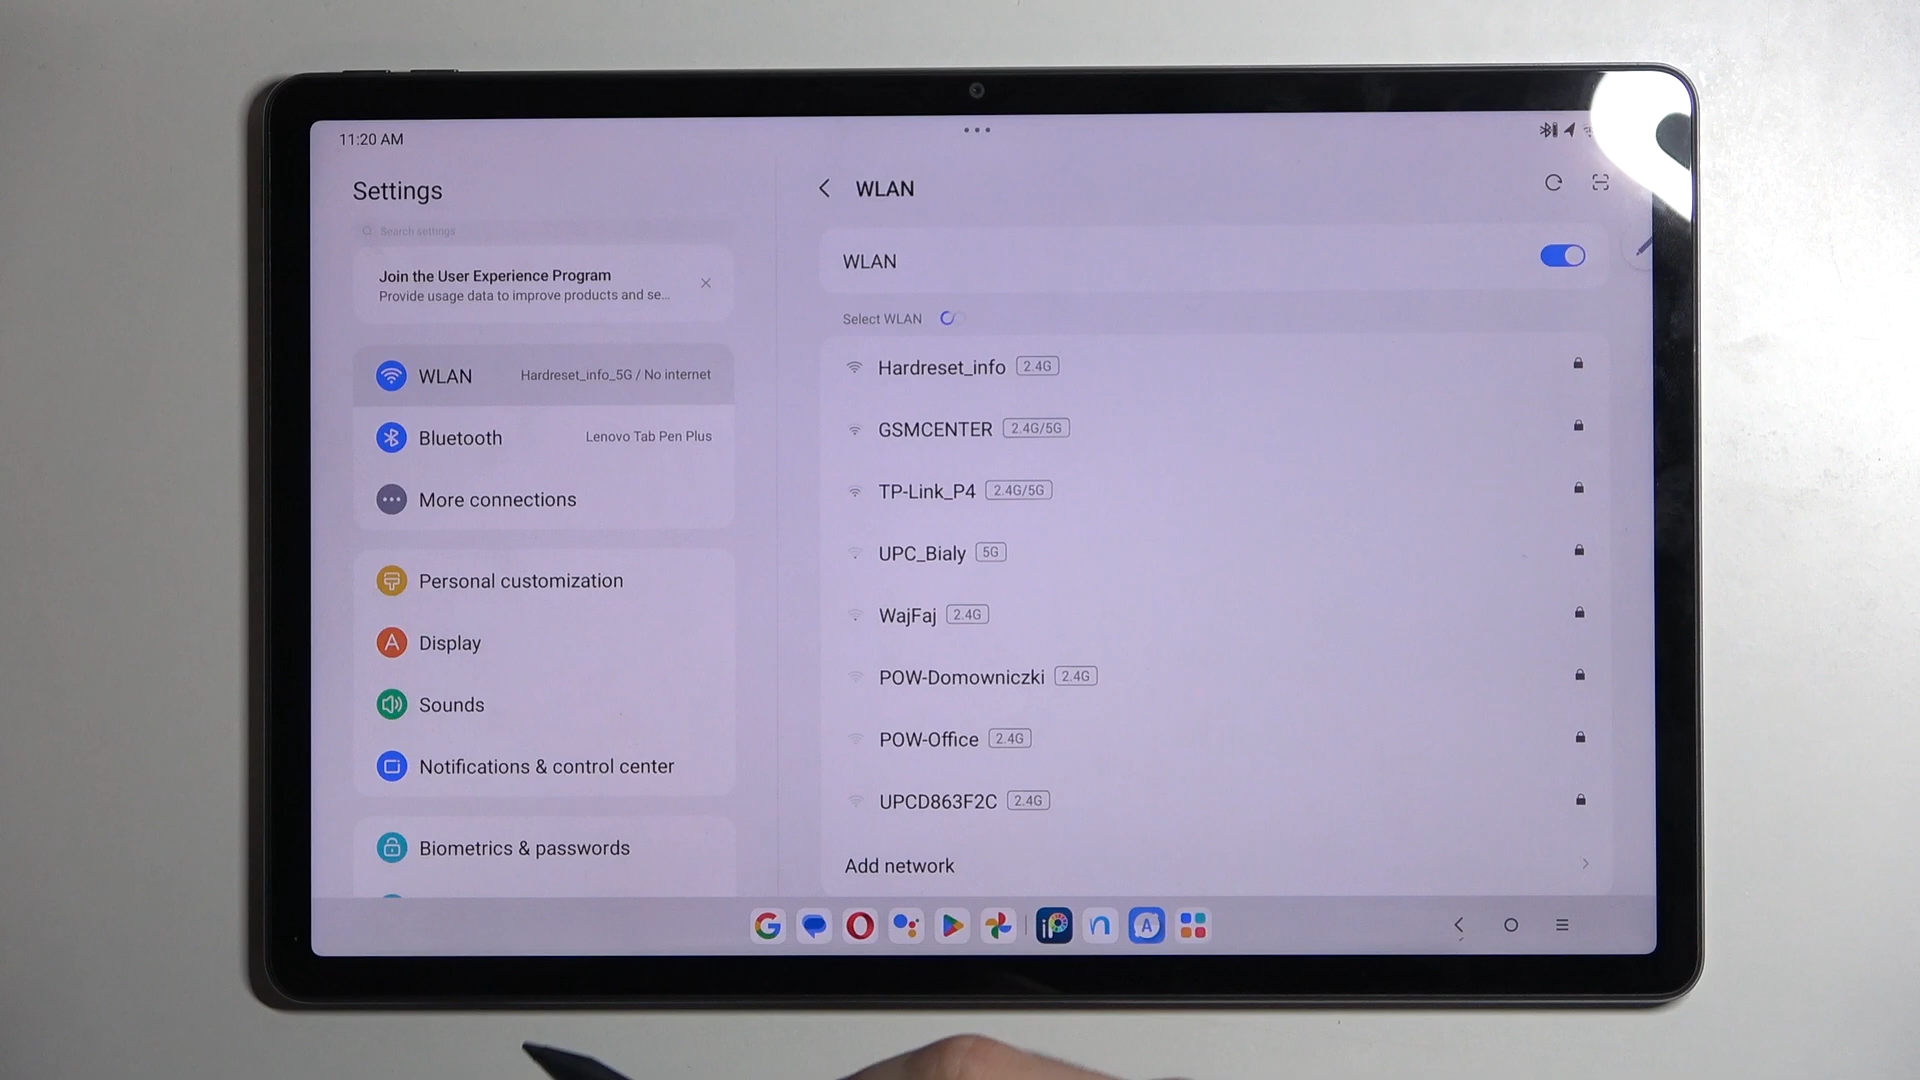 11:20 AM
Settings
Search settings
Join the User Experience Program
Provide usage data to improve products and se...
WLAN
Hardreset_info_5G / No internet
Bluetooth
Lenovo Tab Pen Plus
More connections
Personal customization
Display
Sounds
Notifications & control center
Biometrics & passwords
WLAN
WLAN
Select WLAN
Hardreset_info 2.4G
GSMCENTER 2.4G/5G
TP-Link_P4 2.4G/5G
UPC_Bialy 5G
WajFaj 2.4G
POW-Domowniczki 2.4G
POW-Office 2.4G
UPCD863F2C 2.4G
Add network